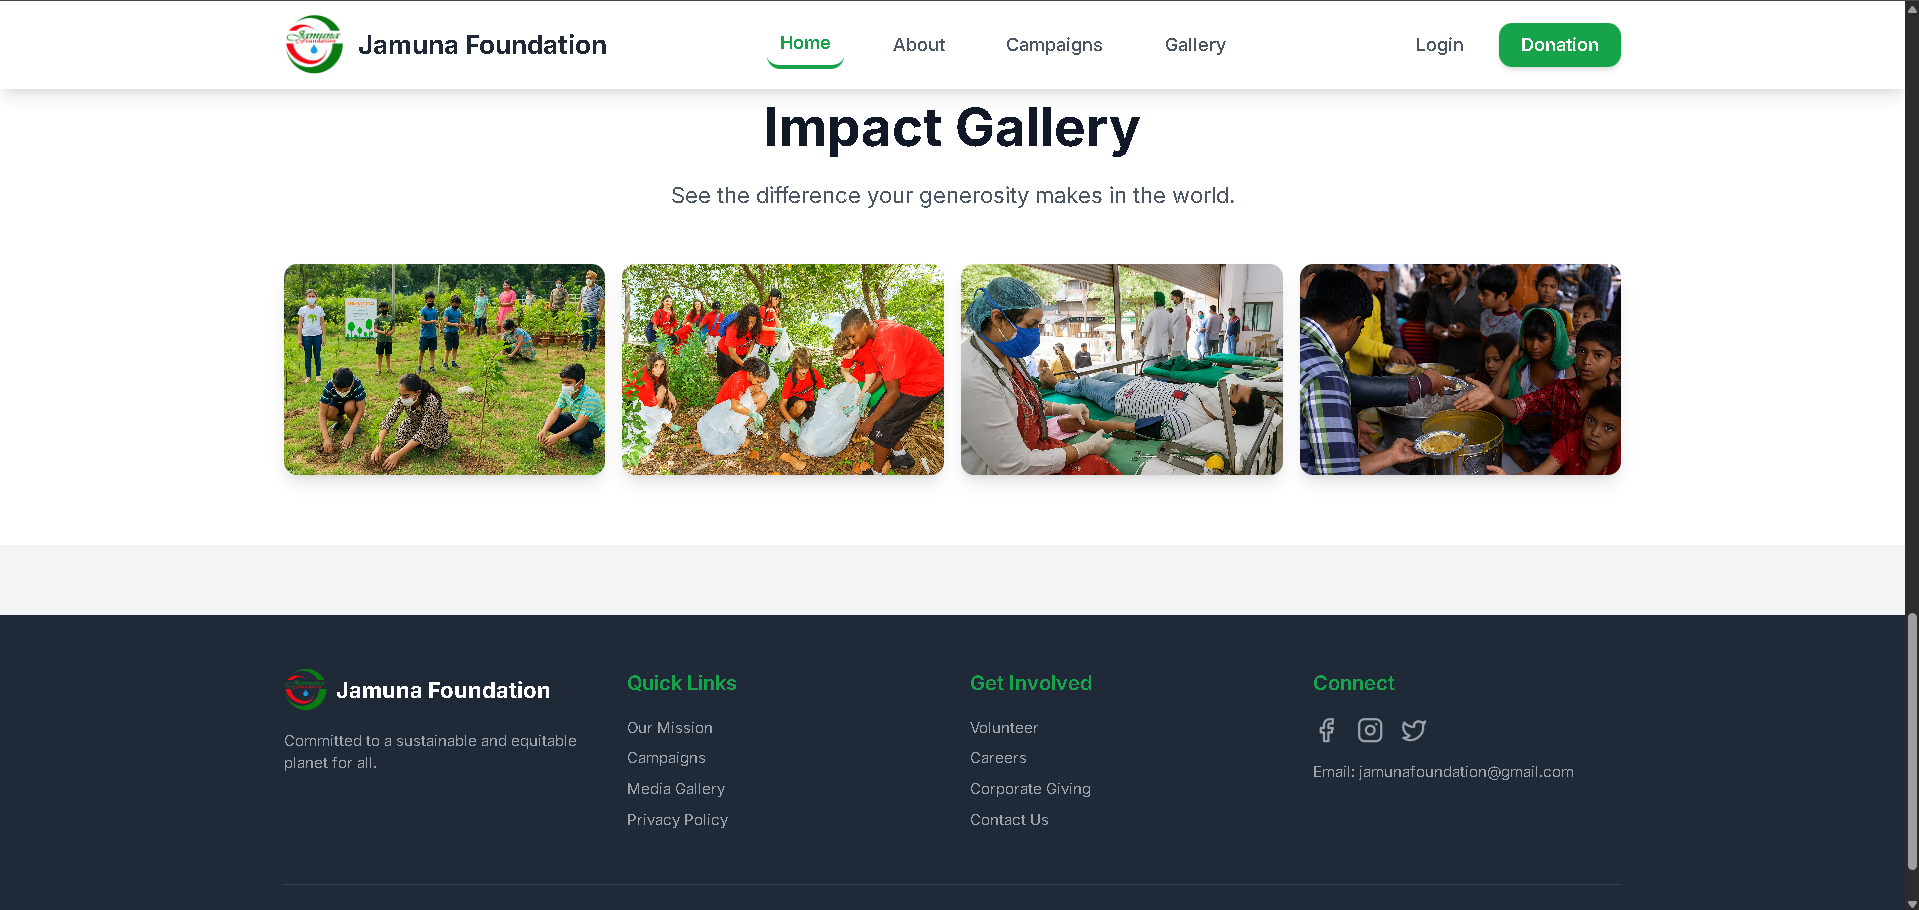 Jamuna Foundation
Home
About
Campaigns
Gallery
Login
Donation
Impact Gallery
See the difference your generosity makes in the world.
Jamuna Foundation
Committed to a sustainable and equitable
planet for all.
Quick Links
Our Mission
Campaigns
Media Gallery
Privacy Policy
Get Involved
Volunteer
Careers
Corporate Giving
Contact Us
Connect
Email: jamunafoundation@gmail.com